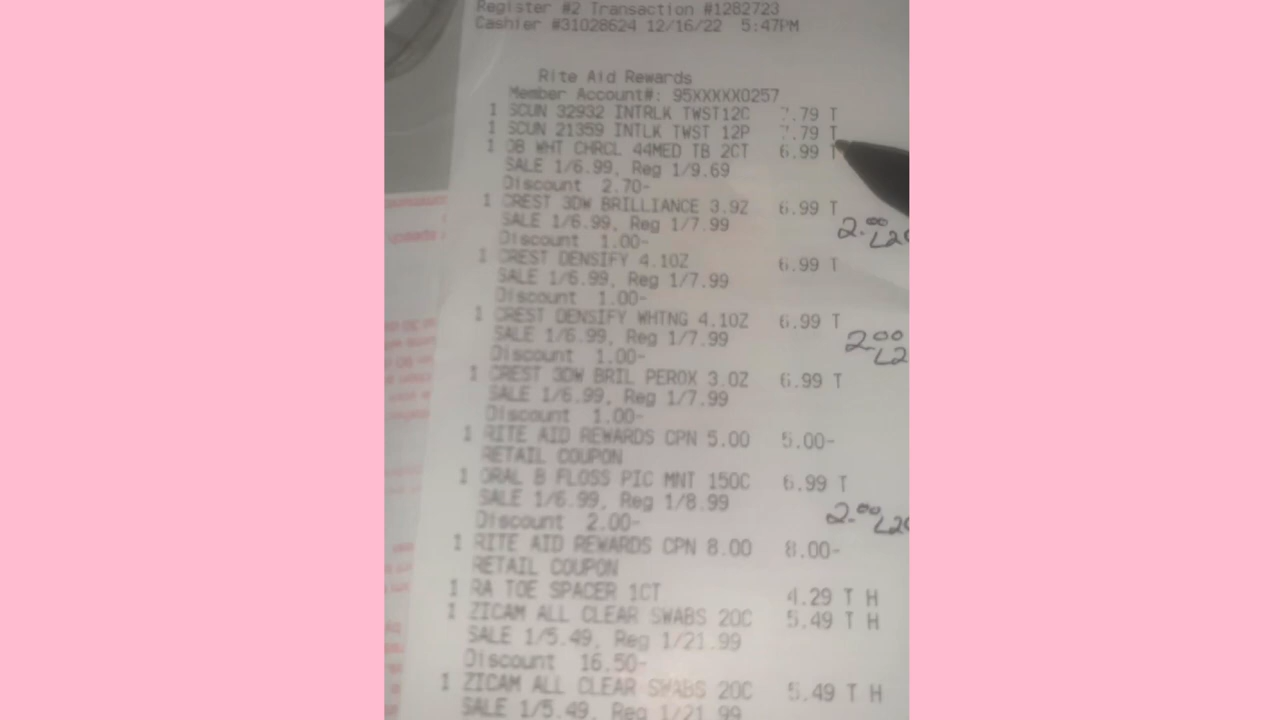 Register #2 Transaction #1282723
Cashier #31028624 12/16/22 5:47PM
Rite Aid Rewards
Member Account#: 95XXXXX0257
1 SCUN 32932 INTRLK TWST12C 7.79 T
1 SCUN 21359 INTLK TWST 12P 7.79 T
1 OB WHT CHRCL 44MED TB 2CT 6.99 T
SALE 1/6.99, Reg 1/9.69
Discount 2.70-
1 CREST 3DW BRILLIANCE 3.9Z 6.99 T
SALE 1/6.99, Reg 1/7.99
2.00
Discount 1.00-
1 CREST DENSIFY 4.1OZ 6.99 T
SALE 1/6.99, Reg 1/7.99
Discount 1.00-
1 CREST DENSIFY WHTNG 4.1OZ 6.99 T
SALE 1/6.99, Reg 1/7.99
2.00
Discount 1.00-
1 CREST 3DW BRIL PEROX 3.0Z 6.99 T
SALE 1/6.99, Reg 1/7.99
Discount 1.00-
1 RITE AID REWARDS CPN 5.00 5.00-
RETAIL COUPON
1 ORAL B FLOSS PIC MNT 150C 6.99 T
SALE 1/6.99, Reg 1/8.99
2.00
Discount 2.00-
1 RITE AID REWARDS CPN 8.00 8.00-
RETAIL COUPON
1 RA TOE SPACER 1CT 4.29 T H
1 ZICAM ALL CLEAR SWABS 20C 5.49 T H
SALE 1/5.49, Reg 1/21.99
Discount 16.50-
1 ZICAM ALL CLEAR SWABS 20C 5.49 T H
SALE 1/5.49, Reg 1/21.99